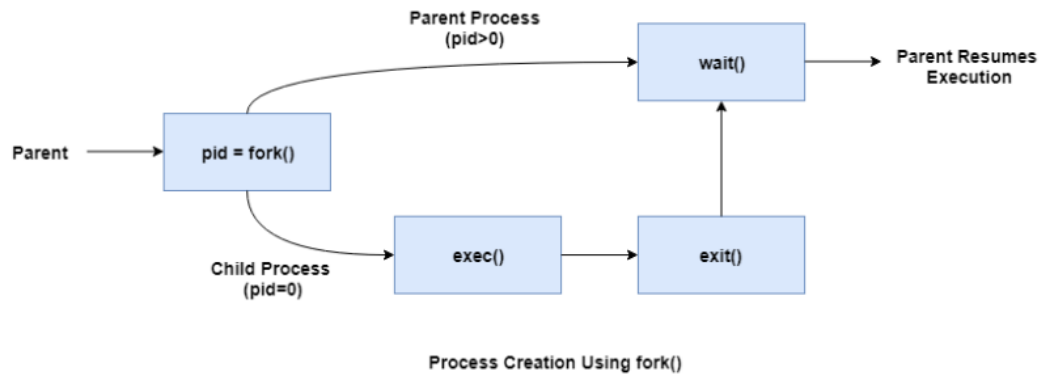 Parent Process
(pid>0)
wait()
Parent Resumes
Execution
Parent
pid = fork()
exec()
exit()
Child Process
(pid=0)
Process Creation Using fork()